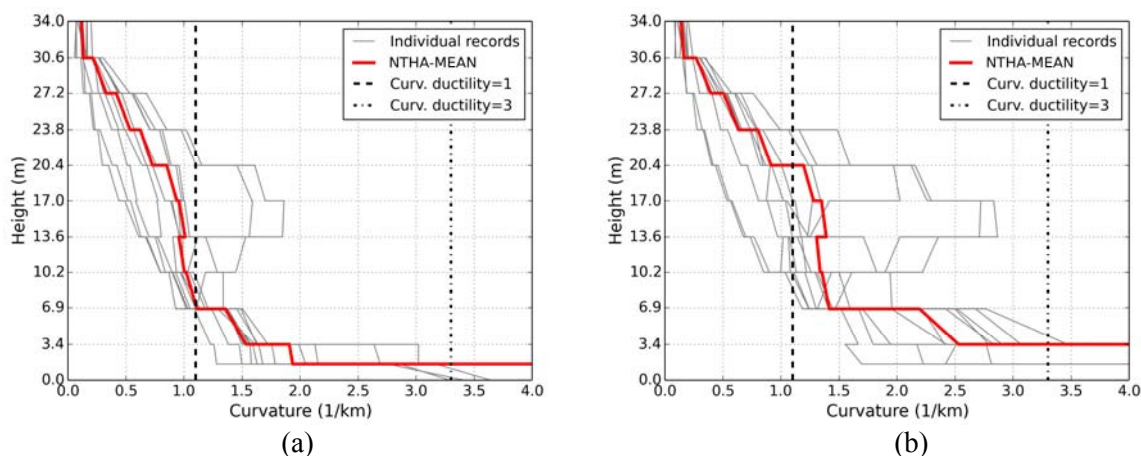 34.0
30.6
27.2
23.8
20.4
17.0
13.6
10.2
6.9
3.4
0.0
Height (m)
Individual records
NTHA-MEAN
Curv. ductility=1
Curv. ductility=3
0.0 0.5 1.0 1.5 2.0 2.5 3.0 3.5 4.0
Curvature (1/km)
(a)
34.0
30.6
27.2
23.8
20.4
17.0
13.6
10.2
6.9
3.4
0.0
Height (m)
Individual records
NTHA-MEAN
Curv. ductility=1
Curv. ductility=3
0.0 0.5 1.0 1.5 2.0 2.5 3.0 3.5 4.0
Curvature (1/km)
(b)